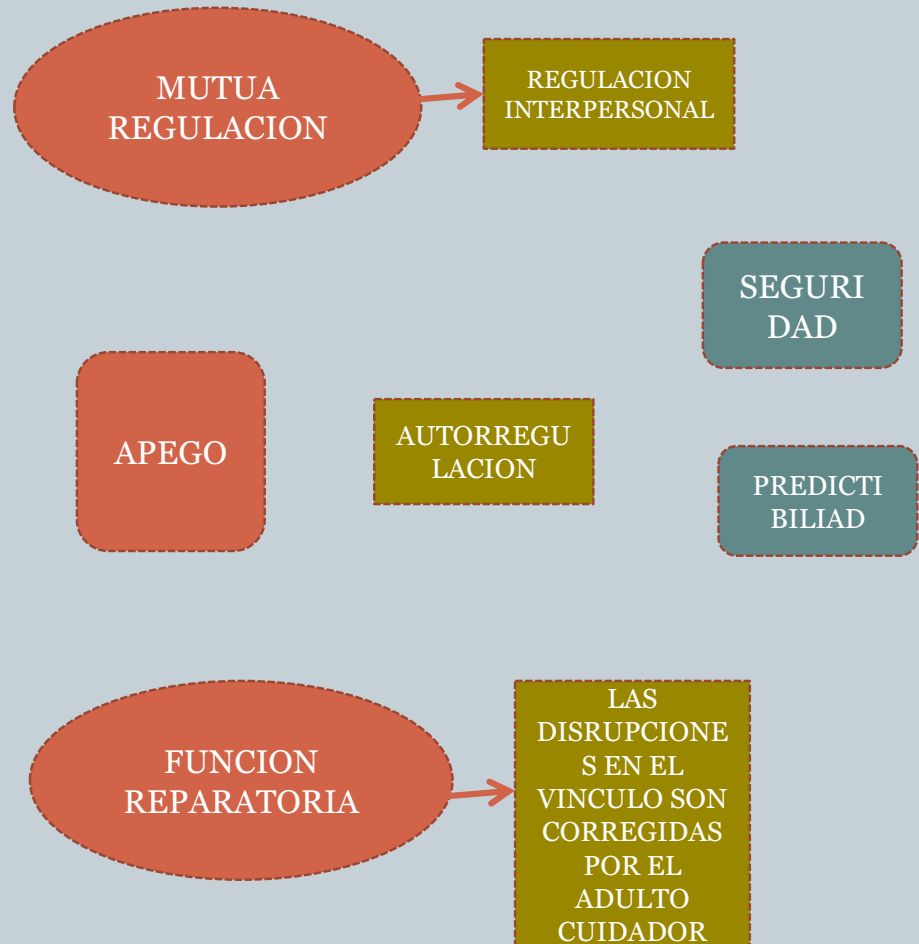 MUTUA
REGULACION
REGULACION
INTERPERSONAL
SEGURI
DAD
APEGO
AUTORREGU
LACION
PREDICTI
BILIAD
FUNCION
REPARATORIA
LAS
DISRUPCIONE
S EN EL
VINCULO SON
CORREGIDAS
POR EL
ADULTO
CUIDADOR